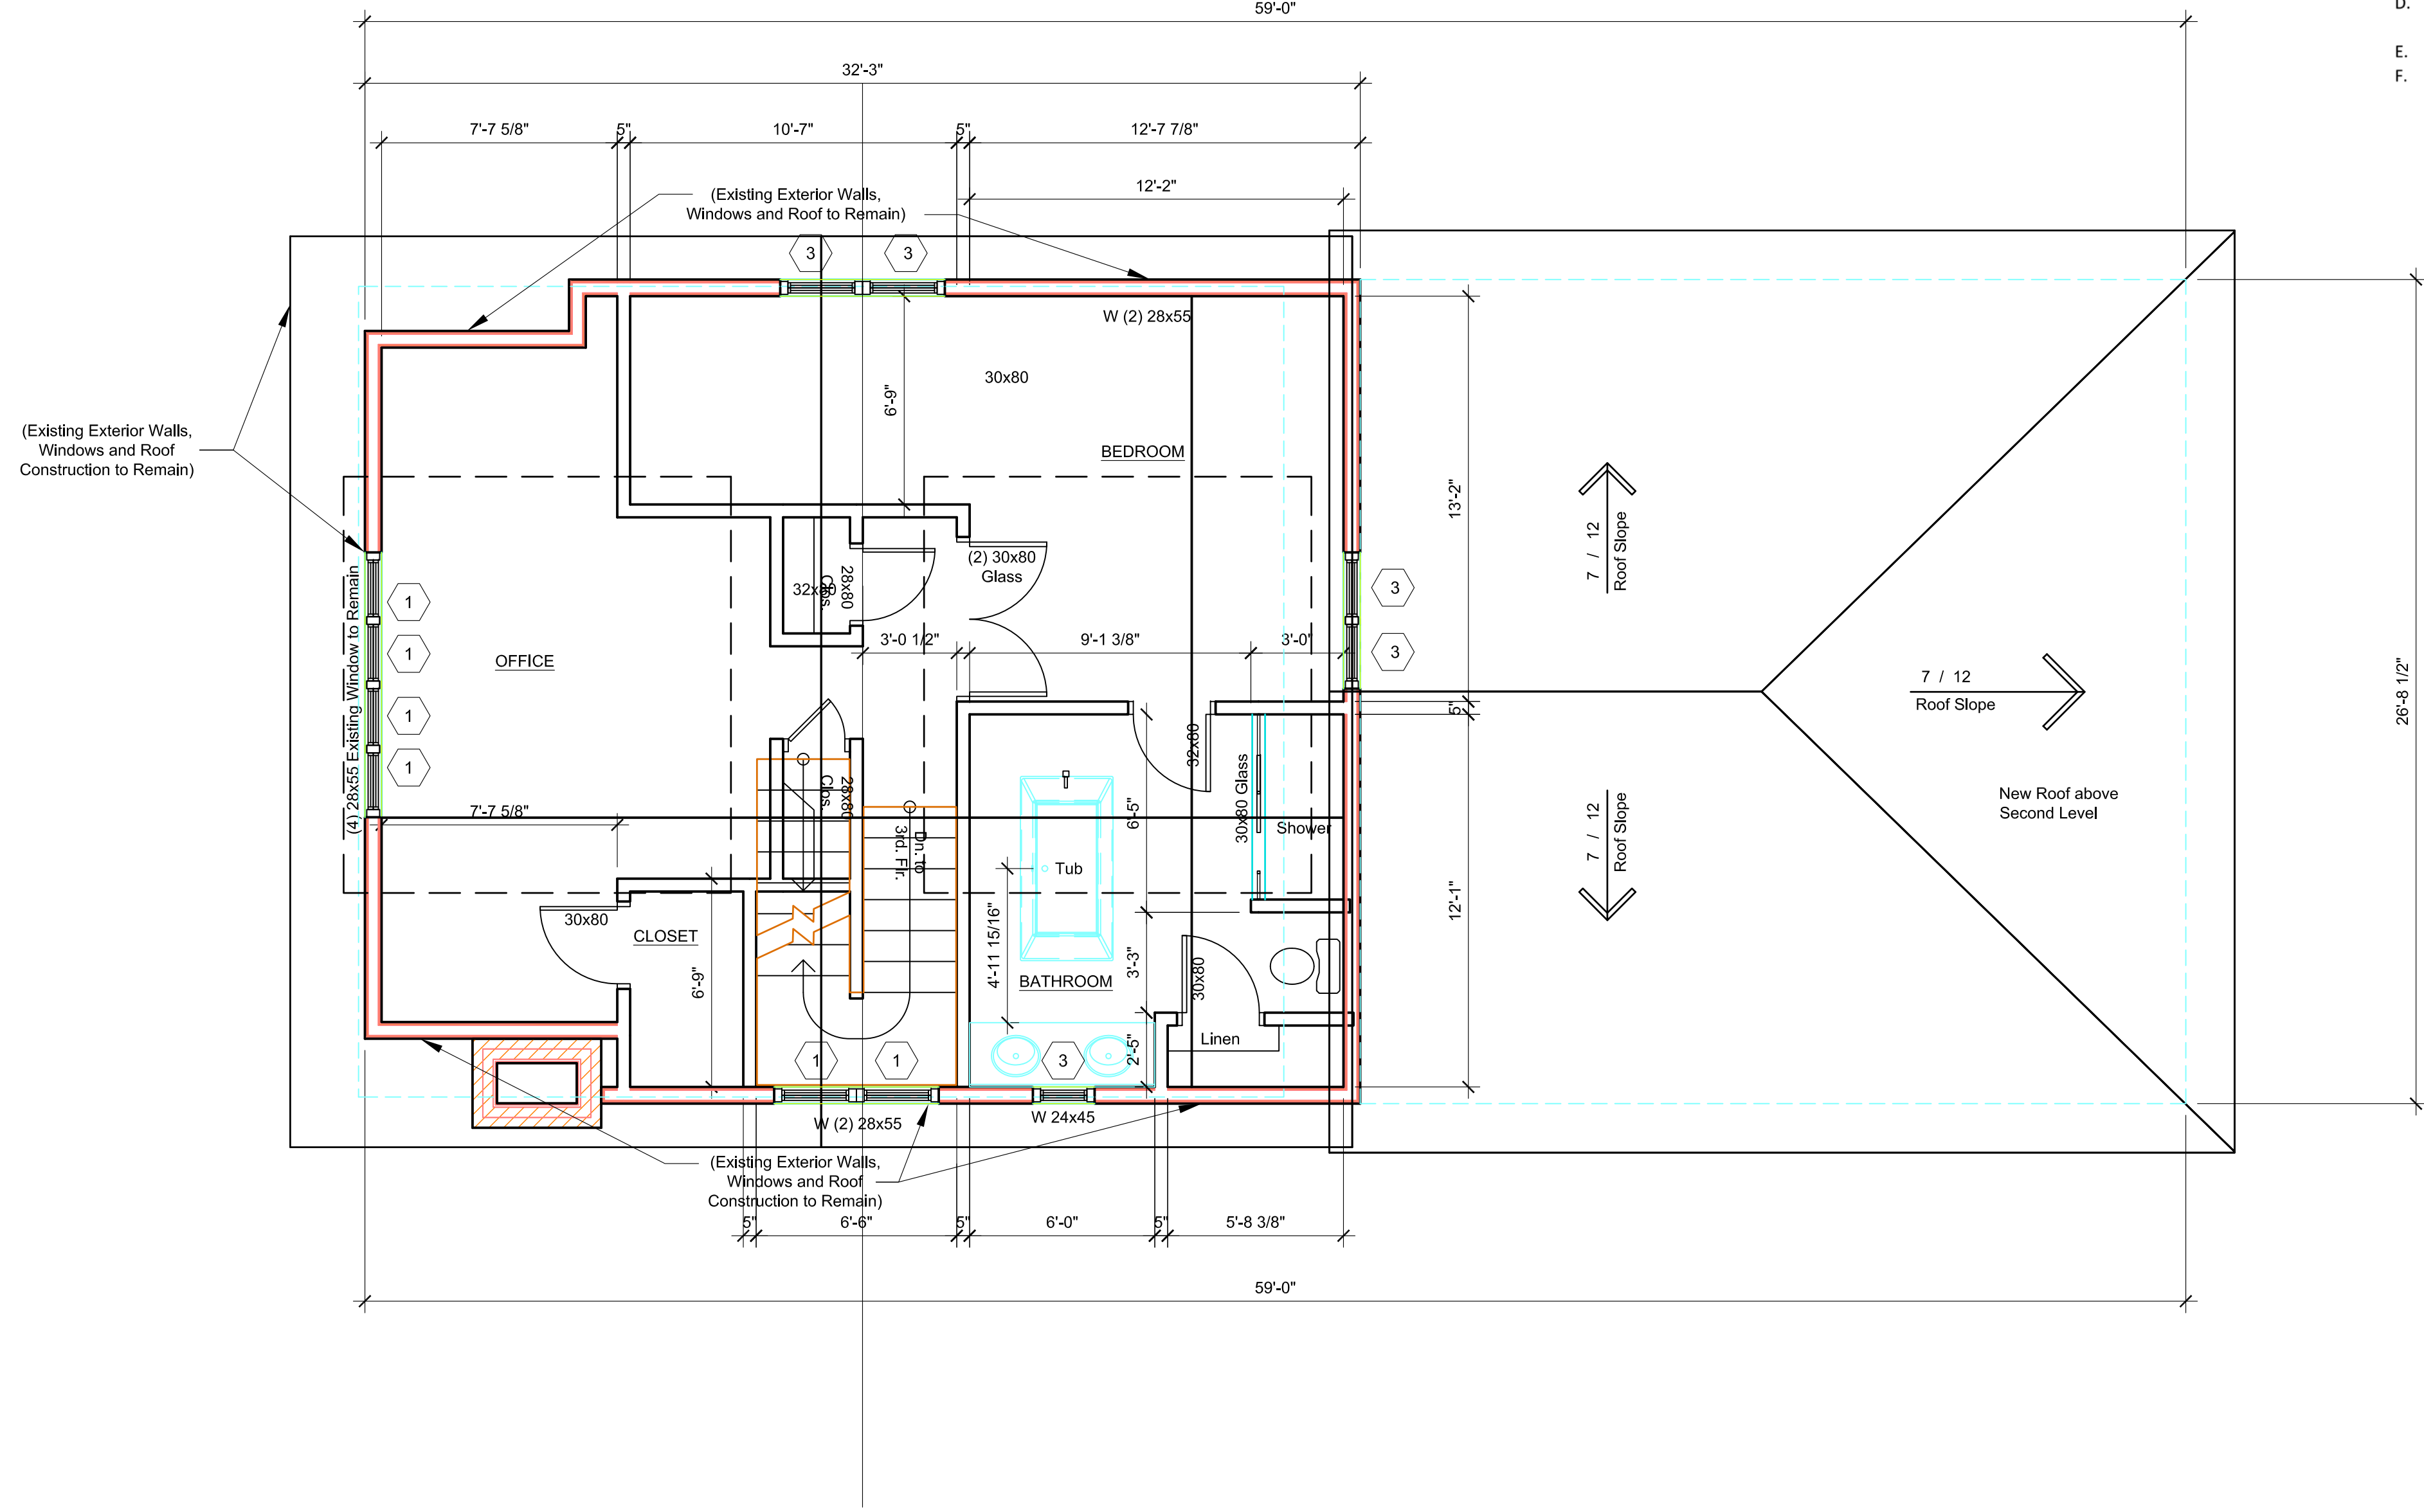 59'-0"
D.
E.
F.
32'-3"
7'-7 5/8"
5"
10'-7"
5"
12'-7 7/8"
12'-2"
(Existing Exterior Walls,
Windows and Roof to Remain)
3
3
W (2) 28x55
30x80
6'-9"
BEDROOM
(Existing Exterior Walls,
Windows and Roof
Construction to Remain)
13'-2"
7 / 12
Roof Slope
(2) 30x80
Glass
28x80
Clos.
32x80
3
3
1
1
1
1
(4) 28x55 Existing Window to Remain
OFFICE
3'-0 1/2"
9'-1 3/8"
3'-0"
5"
7 / 12
Roof Slope
26'-8 1/2"
32x80
30x80 Glass
Shower
6'-5"
7'-7 5/8"
28x80
Clos.
Dn. to
3rd. Flr.
Tub
7 / 12
Roof Slope
New Roof above
Second Level
12'-1"
30x80
CLOSET
6'-9"
4'-11 15/16"
3'-3"
BATHROOM
30x80
Linen
2'-5"
1
1
3
W (2) 28x55
W 24x45
(Existing Exterior Walls,
Windows and Roof
Construction to Remain)
5"
6'-6"
5"
6'-0"
5"
5'-8 3/8"
59'-0"